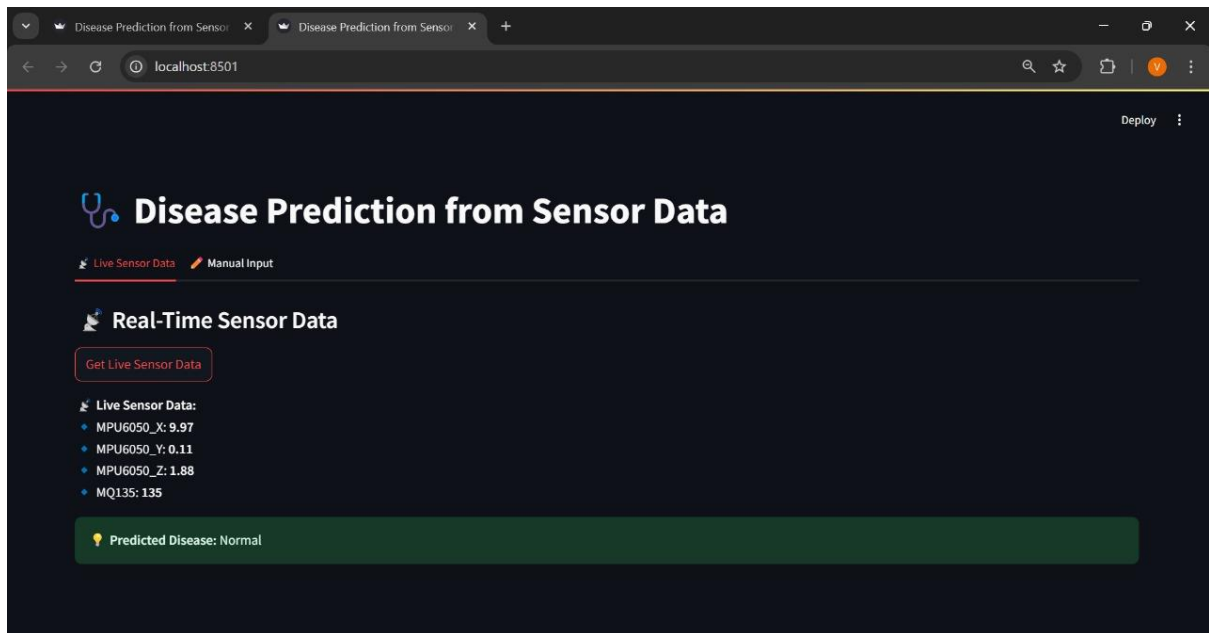 Disease Prediction from Sensor
Disease Prediction from Sensor
localhost:8501
V
Deploy
Disease Prediction from Sensor Data
Live Sensor Data Manual Input
Real-Time Sensor Data
Get Live Sensor Data
Live Sensor Data:
MPU6050_X: 9.97
MPU6050_Y: 0.11
MPU6050_Z: 1.88
MQ135: 135
Predicted Disease: Normal